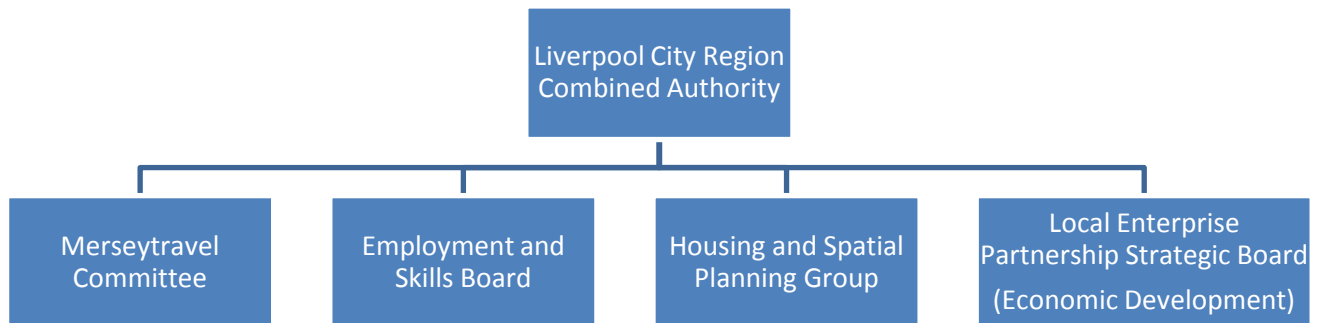 Liverpool City Region
Combined Authority
Merseytravel
Committee
Employment and
Skills Board
Housing and Spatial
Planning Group
Local Enterprise
Partnership Strategic Board
(Economic Development)